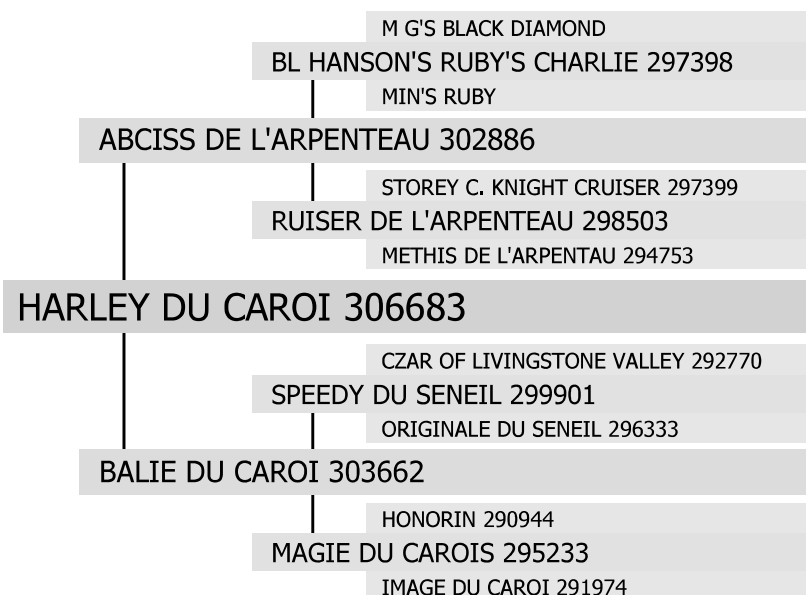 M G'S BLACK DIAMOND
BL HANSON'S RUBY'S CHARLIE 297398
MIN'S RUBY
ABCISS DE L'ARPENTEAU 302886
STOREY C. KNIGHT CRUISER 297399
RUISER DE L'ARPENTEAU 298503
METHIS DE L'ARPENTAU 294753
HARLEY DU CAROI 306683
CZAR OF LIVINGSTONE VALLEY 292770
SPEEDY DU SENEIL 299901
ORIGINALE DU SENEIL 296333
BALIE DU CAROI 303662
HONORIN 290944
MAGIE DU CAROIS 295233
IMAGE DU CAROI 291974